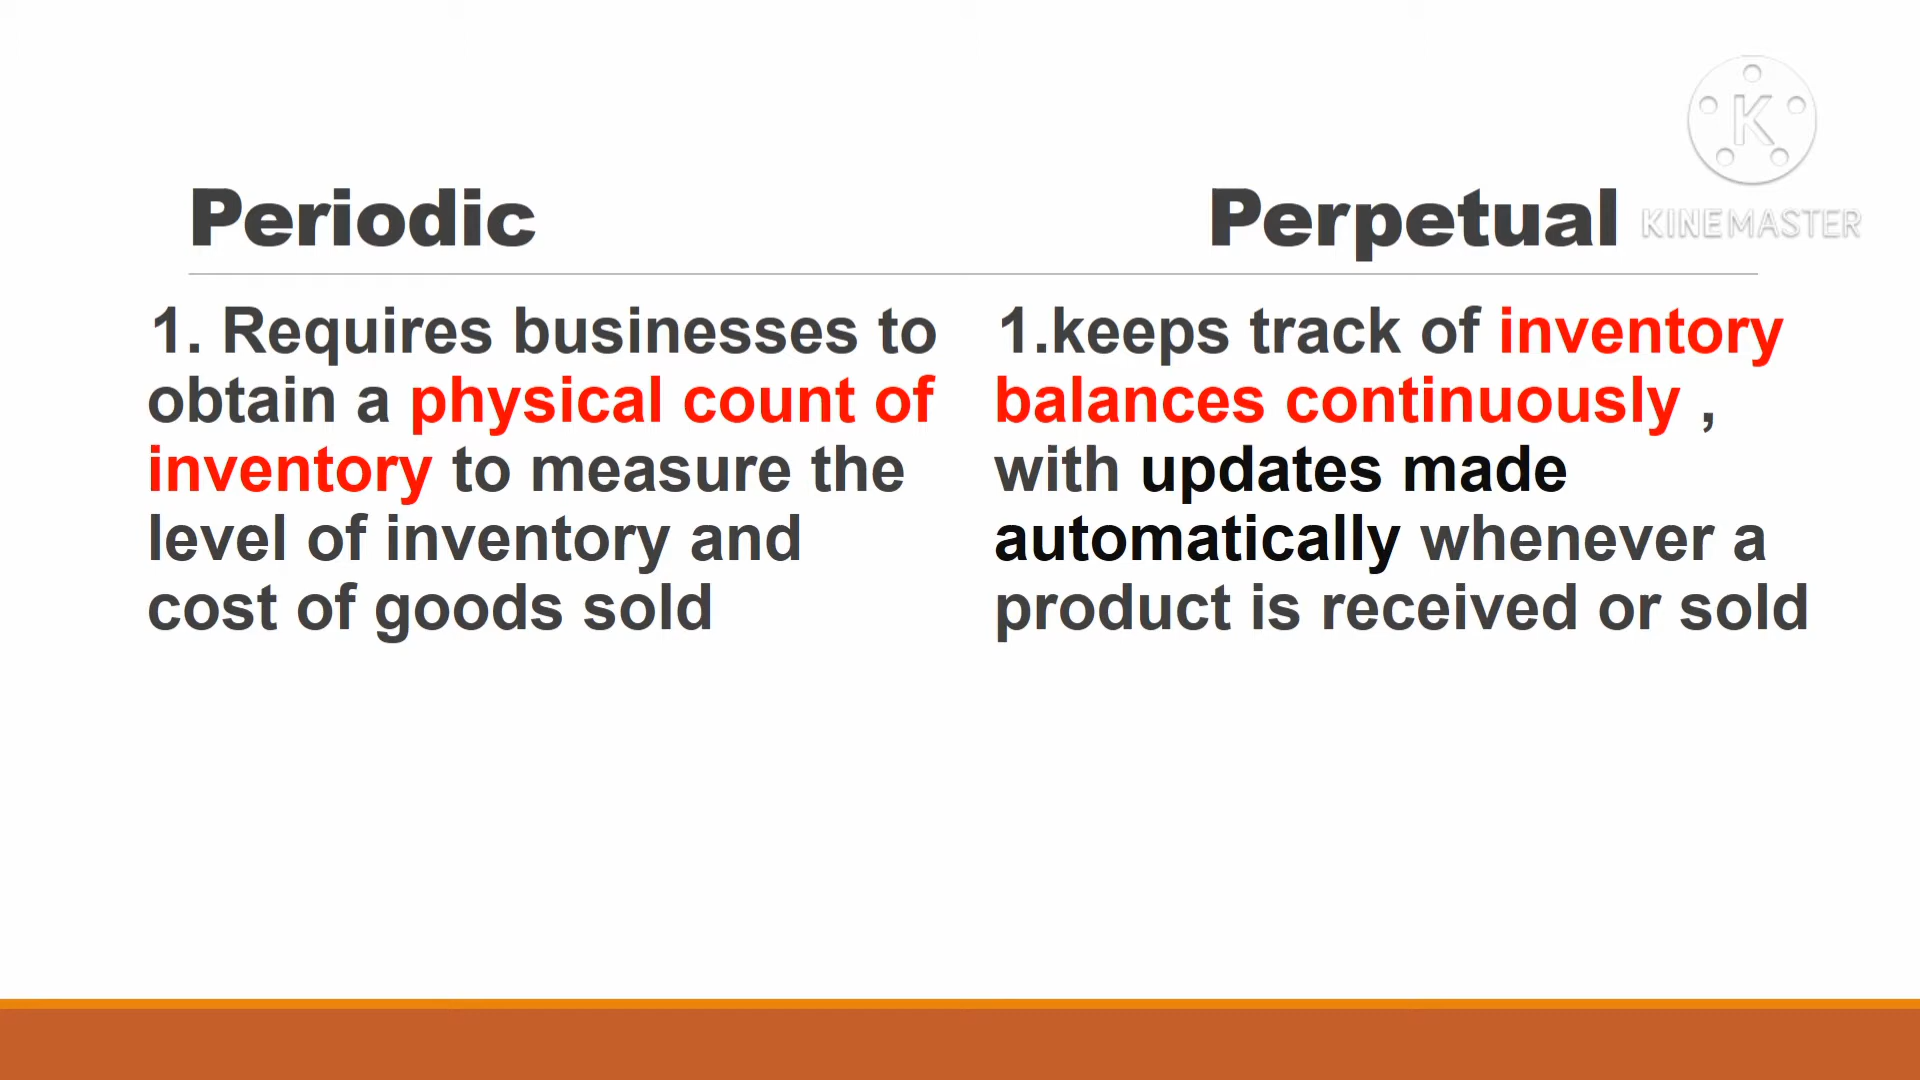 Periodic
Perpetual
K
KINEMASTER
1. Requires businesses to
obtain a physical count of
inventory to measure the
level of inventory and
cost of goods sold
1.keeps track of inventory
balances continuously ,
with updates made
automatically whenever a
product is received or sold